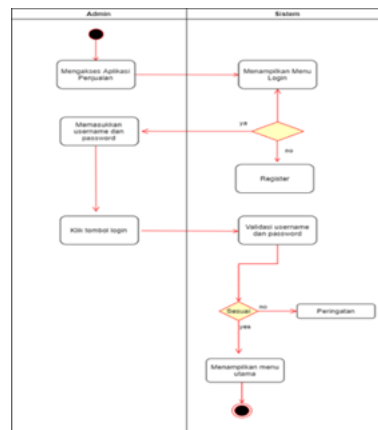 Admin
Sistem
Mengakses Aplikasi
Penjualan
Menampilkan Menu
Login
Memasukkan
username dan
password
ya
no
Register
Klik tombol login
Validasi username
dan password
Sesuai
no
Peringatan
yes
Menampilkan menu
utama